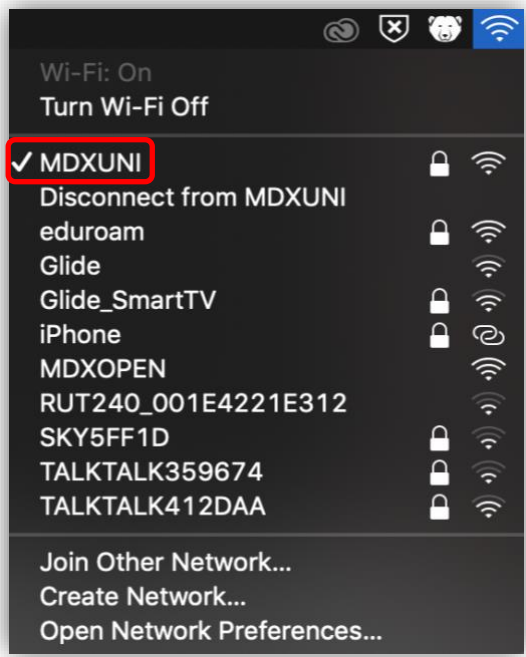 Wi-Fi: On
Turn Wi-Fi Off
✓ MDXUNI
Disconnect from MDXUNI
eduroam
Glide
Glide_SmartTV
iPhone
MDXOPEN
RUT240_001E4221E312
SKY5FF1D
TALKTALK359674
TALKTALK412DAA
Join Other Network...
Create Network...
Open Network Preferences...